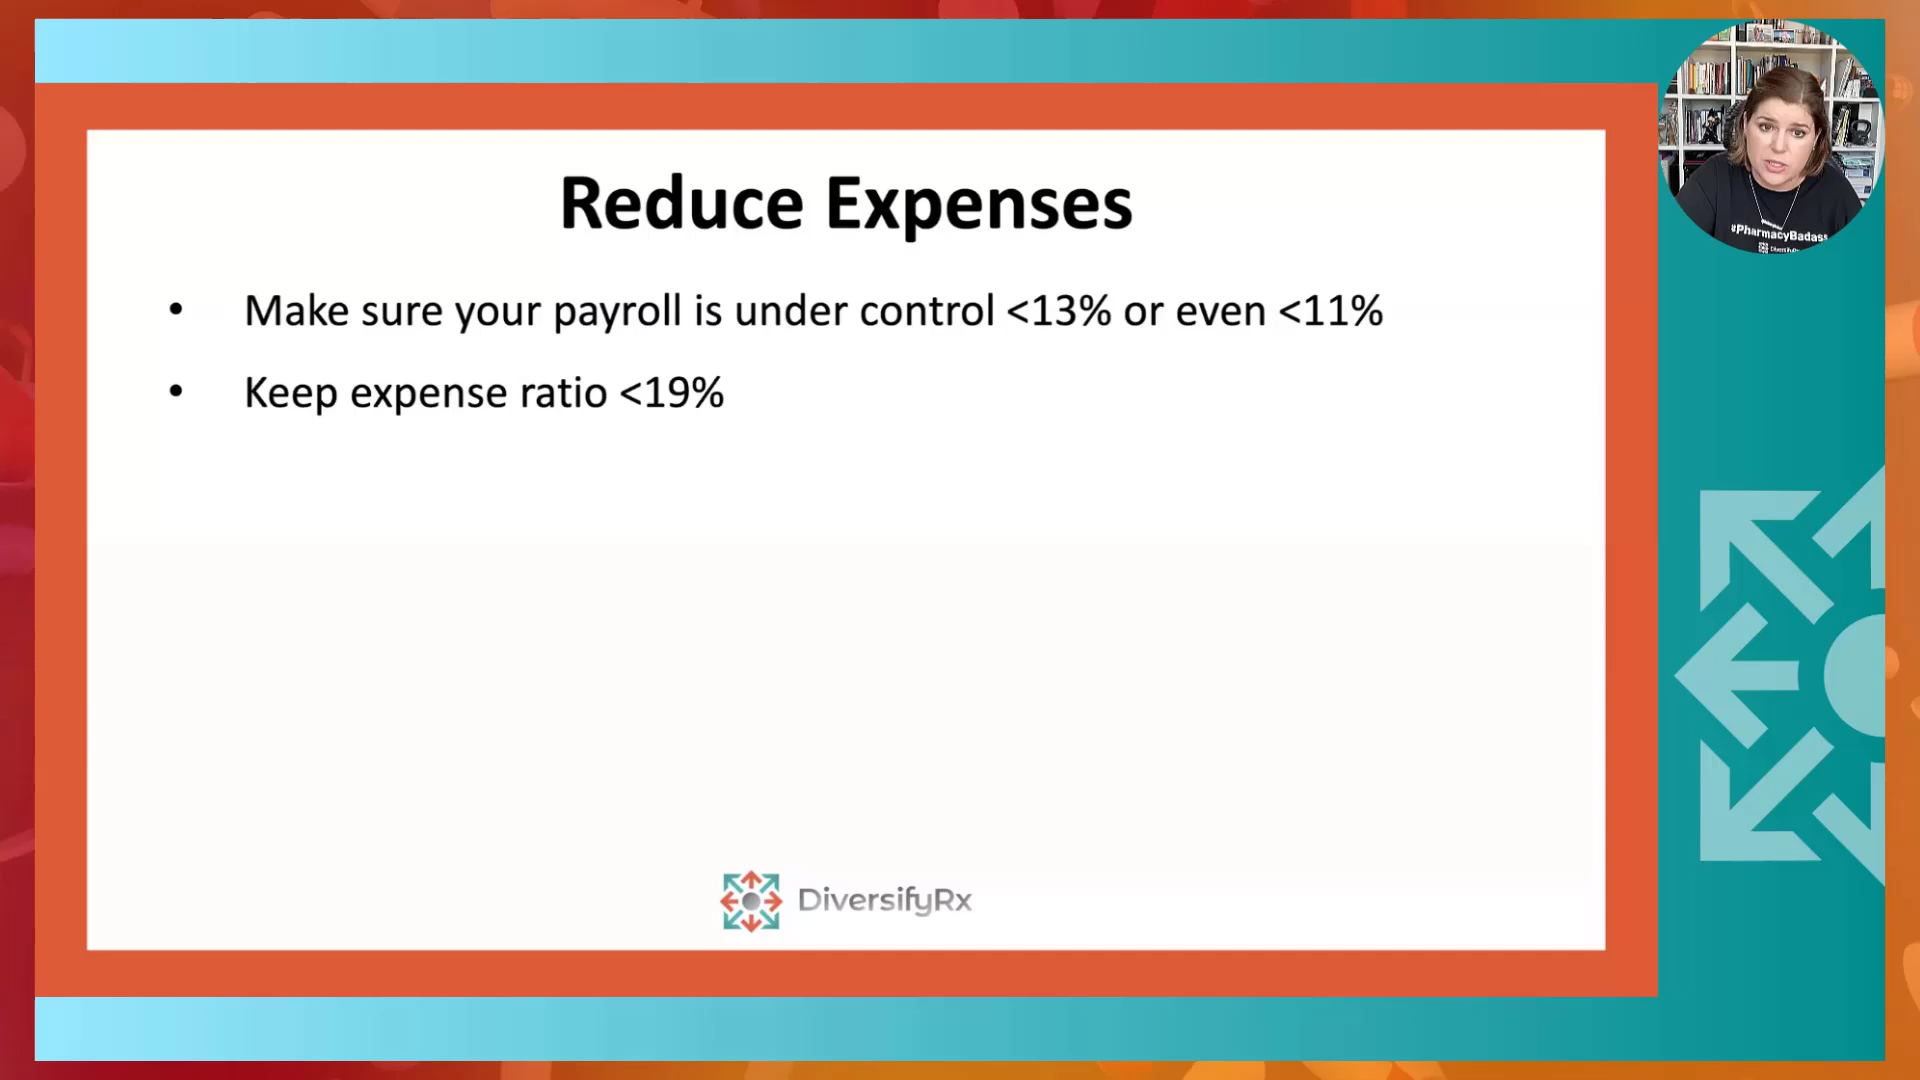 Reduce Expenses
• Make sure your payroll is under control <13% or even <11%
• Keep expense ratio <19%
DiversifyRx
#PharmacyBadass